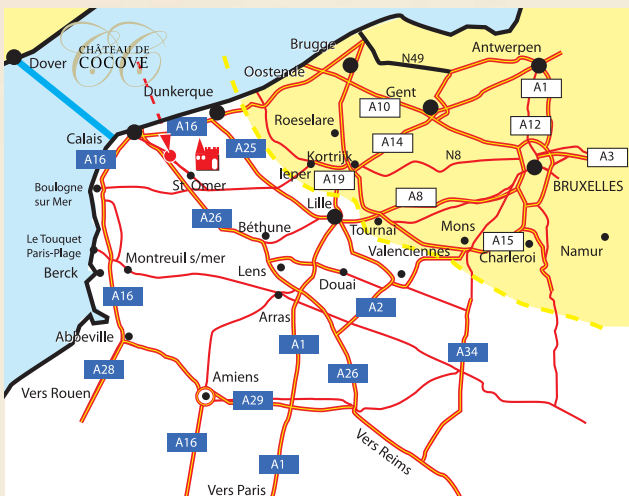 CHÂTEAU DE
COCOVE
Dover
Brugge
N49
Antwerpen
Oostende
A1
Dunkerque
A10
Gent
A12
Calais
A16
Roeselare
A14
A3
A16
A25
Kortrijk
N8
St Omer
Ieper
A19
A8
BRUXELLES
Boulogne
sur Mer
A26
Lille
Béthune
Tournai
Mons
A15
Le Touquet
Paris-Plage
Valenciennes
Charleroi
Namur
Berck
Montreuil s/mer
Lens
Douai
A16
A2
Arras
Abbeville
A1
A34
A28
A26
Amiens
Vers Rouen
A29
A16
Vers Reims
A1
Vers Paris